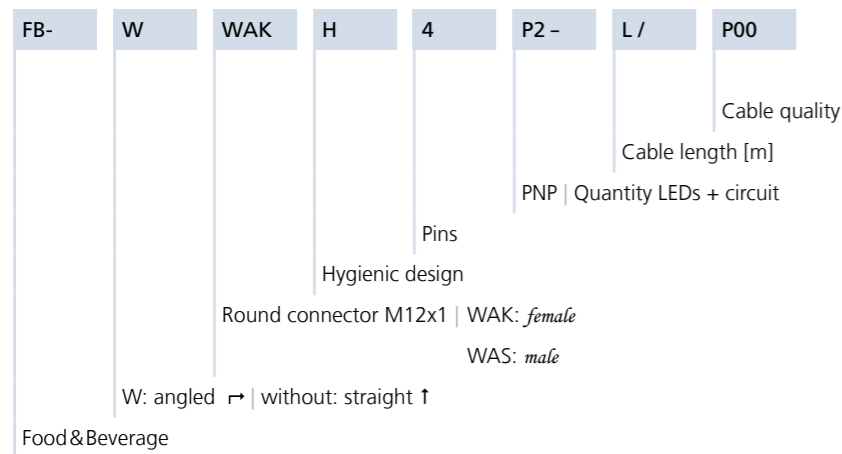 FB- W WAK H 4 P2 – L / P00
Cable quality
Cable length [m]
PNP | Quantity LEDs + circuit
Pins
Hygienic design
Round connector M12x1 | WAK: female
WAS: male
W: angled ↱ | without: straight ↑
Food & Beverage